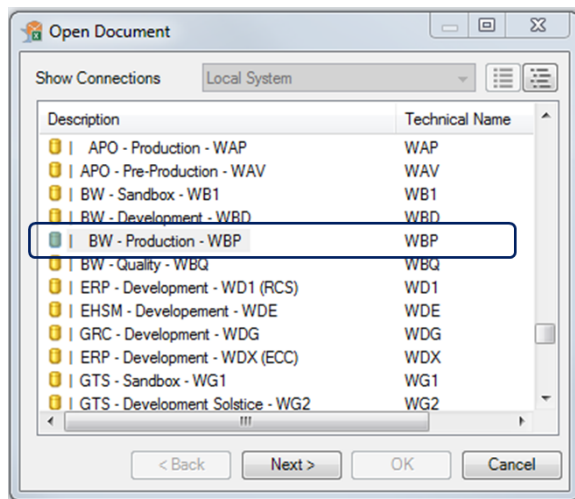 Open Document
Show Connections Local System
Description Technical Name
| APO - Production - WAP WAP
| APO - Pre-Production - WAV WAV
| BW - Sandbox - WB1 WB1
| BW - Development - WBD WBD
| BW - Production - WBP WBP
| BW - Quality - WBQ WBQ
| ERP - Development - WD1 (RCS) WD1
| EHSM - Developement - WDE WDE
| GRC - Development - WDG WDG
| ERP - Development - WDX (ECC) WDX
| GTS - Sandbox - WG1 WG1
| GTS - Development Solstice - WG2 WG2
< Back Next > OK Cancel